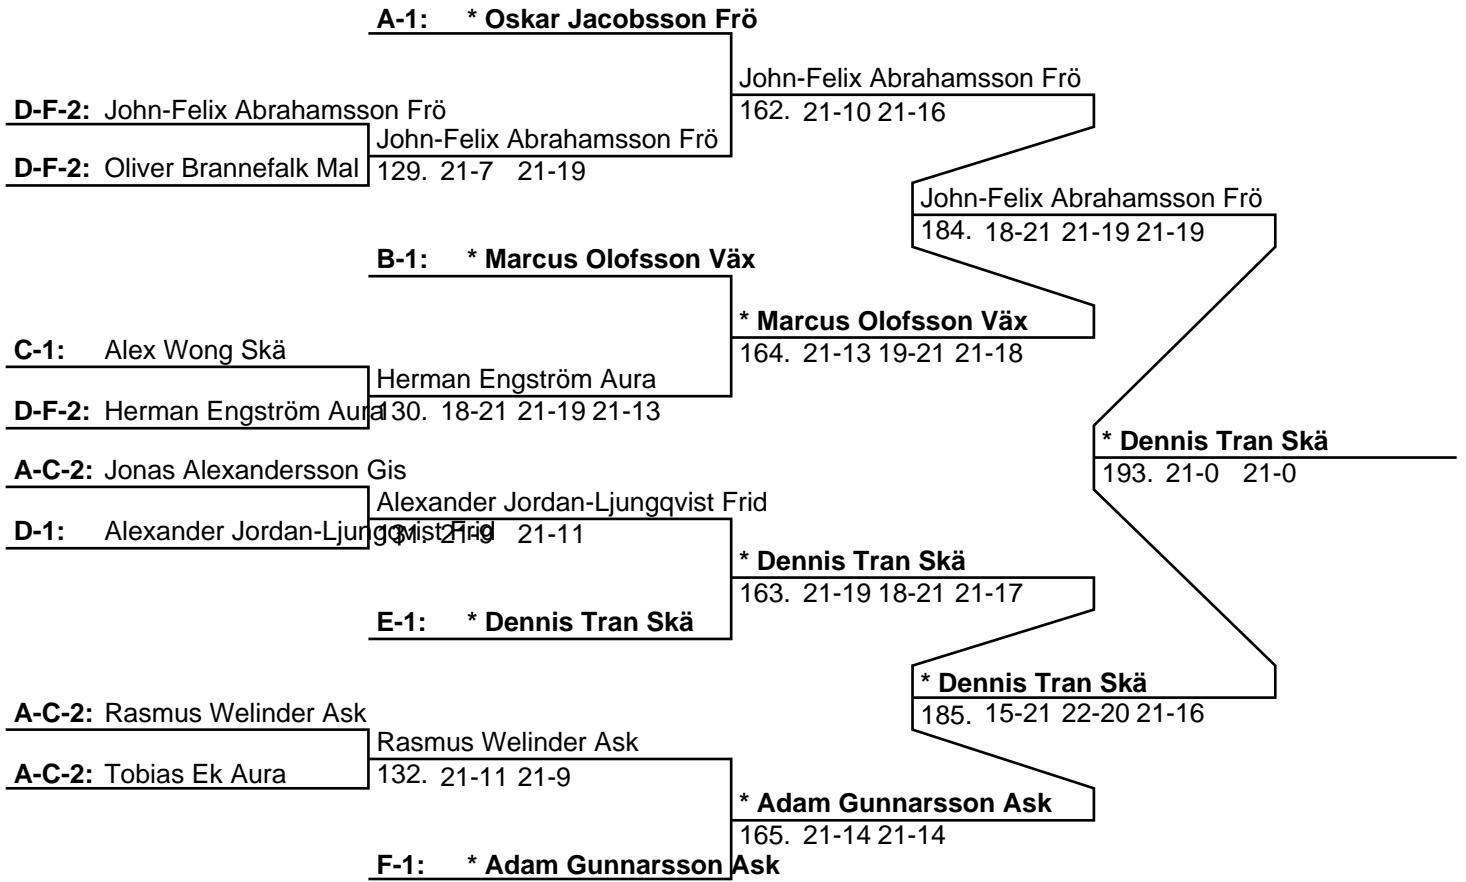 A-1: * Oskar Jacobsson Frö
John-Felix Abrahamsson Frö
162. 21-10 21-16
D-F-2: John-Felix Abrahamsson Frö
John-Felix Abrahamsson Frö
129. 21-7 21-19
D-F-2: Oliver Brannefalk Mal
John-Felix Abrahamsson Frö
184. 18-21 21-19 21-19
B-1: * Marcus Olofsson Väx
* Marcus Olofsson Väx
164. 21-13 19-21 21-18
C-1: Alex Wong Skä
Herman Engström Aura
130. 18-21 21-19 21-13
D-F-2: Herman Engström Aura
* Dennis Tran Skä
193. 21-0 21-0
A-C-2: Jonas Alexandersson Gis
Alexander Jordan-Ljungqvist Frid
131. 21-9 21-11
D-1: Alexander Jordan-Ljungqvist Frid
* Dennis Tran Skä
163. 21-19 18-21 21-17
E-1: * Dennis Tran Skä
* Dennis Tran Skä
185. 15-21 22-20 21-16
A-C-2: Rasmus Welinder Ask
Rasmus Welinder Ask
132. 21-11 21-9
A-C-2: Tobias Ek Aura
* Adam Gunnarsson Ask
165. 21-14 21-14
F-1: * Adam Gunnarsson Ask